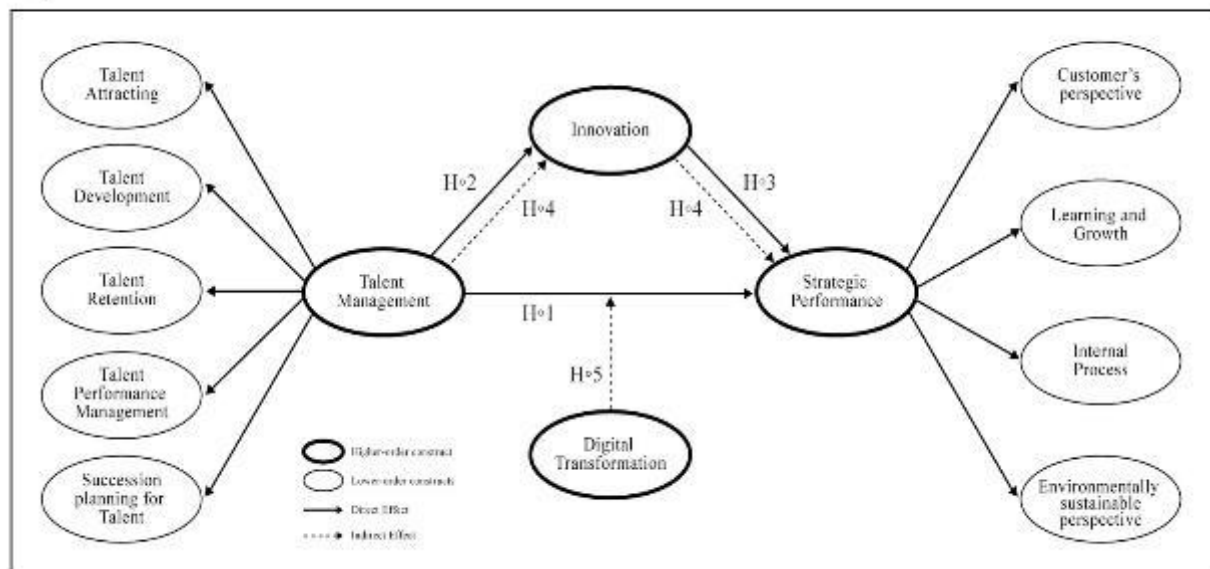 Talent
Attracting
Talent
Development
Talent
Retention
Talent
Performance
Management
Succession
planning for
Talent
Talent
Management
Innovation
H∘2
H∘4
H∘3
H∘4
H∘1
H∘5
Digital
Transformation
Strategic
Performance
Customer's
perspective
Learning and
Growth
Internal
Process
Environmentally
sustainable
perspective
Higher-order construct
Lower-order constructs
Direct Effect
Indirect Effect